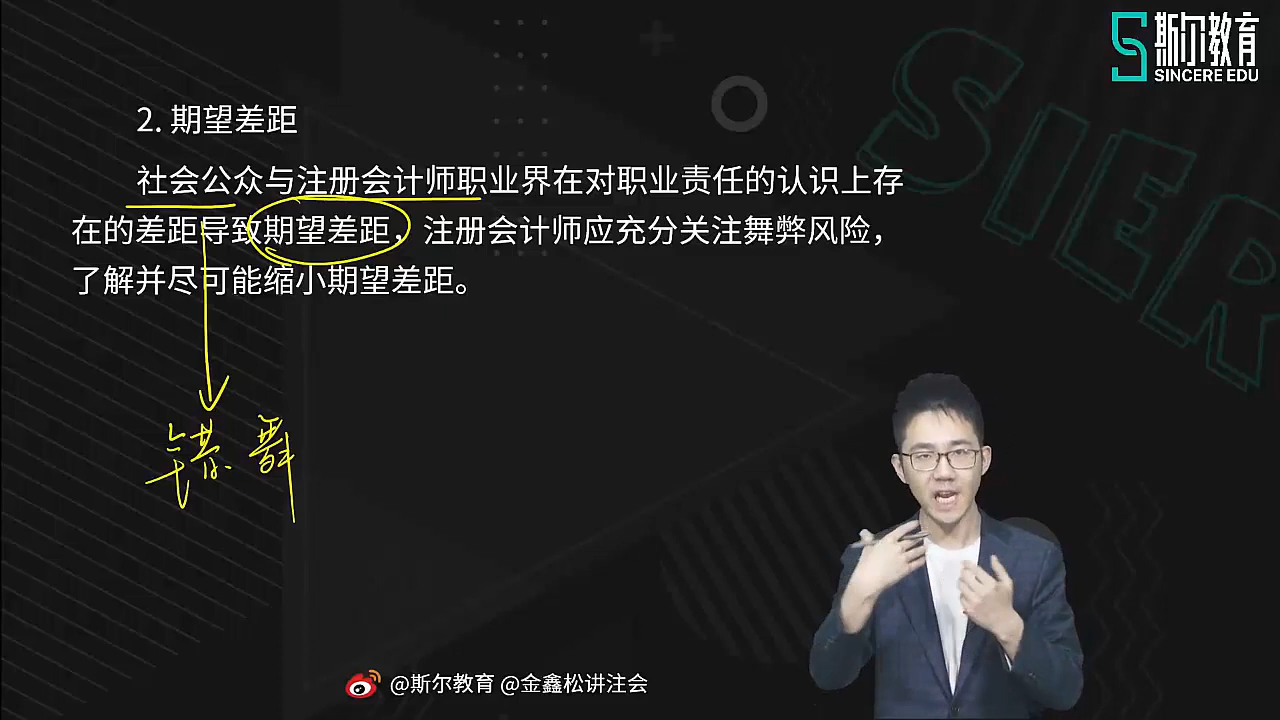 斯尔教育
SINCERE EDU
SIER
2. 期望差距
社会公众与注册会计师职业界在对职业责任的认识上存
在的差距导致期望差距，注册会计师应充分关注舞弊风险，
了解并尽可能缩小期望差距。
错 舞
@斯尔教育 @金鑫松讲注会